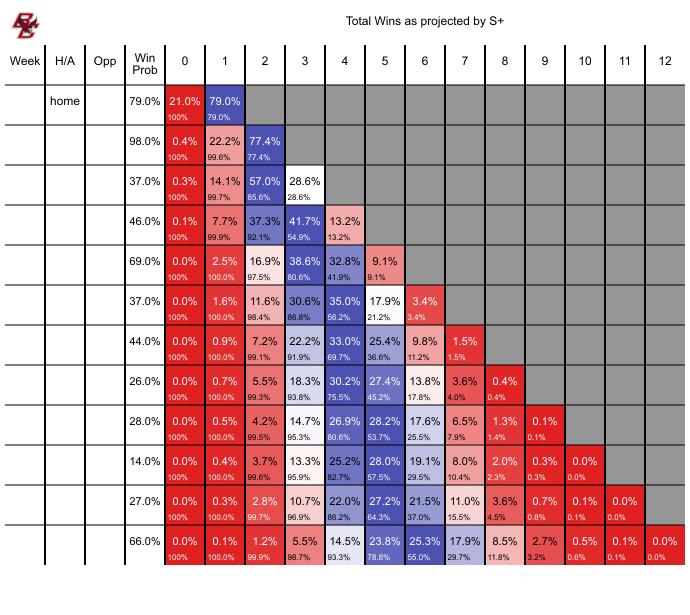 Total Wins as projected by S+
Week H/A Opp Win Prob 0 1 2 3 4 5 6 7 8 9 10 11 12
home 79.0% 21.0% 79.0%
100% 79.0%
98.0% 0.4% 22.2% 77.4%
100% 99.6% 77.4%
37.0% 0.3% 14.1% 57.0% 28.6%
100% 99.7% 85.6% 28.6%
46.0% 0.1% 7.7% 37.3% 41.7% 13.2%
100% 99.9% 92.1% 54.9% 13.2%
69.0% 0.0% 2.5% 16.9% 38.6% 32.8% 9.1%
100% 100.0% 97.5% 80.6% 41.9% 9.1%
37.0% 0.0% 1.6% 11.6% 30.6% 35.0% 17.9% 3.4%
100% 100.0% 98.4% 86.8% 56.2% 21.2% 3.4%
44.0% 0.0% 0.9% 7.2% 22.2% 33.0% 25.4% 9.8% 1.5%
100% 100.0% 99.1% 91.9% 69.7% 36.6% 11.2% 1.5%
26.0% 0.0% 0.7% 5.5% 18.3% 30.2% 27.4% 13.8% 3.6% 0.4%
100% 100.0% 99.3% 93.8% 75.5% 45.2% 17.8% 4.0% 0.4%
28.0% 0.0% 0.5% 4.2% 14.7% 26.9% 28.2% 17.6% 6.5% 1.3% 0.1%
100% 100.0% 99.5% 95.3% 80.6% 53.7% 25.5% 7.9% 1.4% 0.1%
14.0% 0.0% 0.4% 3.7% 13.3% 25.2% 28.0% 19.1% 8.0% 2.0% 0.3% 0.0%
100% 100.0% 99.6% 95.9% 82.7% 57.5% 29.5% 10.4% 2.3% 0.3% 0.0%
27.0% 0.0% 0.3% 2.8% 10.7% 22.0% 27.2% 21.5% 11.0% 3.6% 0.7% 0.1% 0.0%
100% 100.0% 99.7% 96.9% 86.2% 64.3% 37.0% 15.5% 4.5% 0.8% 0.1% 0.0%
66.0% 0.0% 0.1% 1.2% 5.5% 14.5% 23.8% 25.3% 17.9% 8.5% 2.7% 0.5% 0.1% 0.0%
100% 100.0% 99.9% 98.7% 93.3% 78.8% 55.0% 29.7% 11.8% 3.2% 0.6% 0.1% 0.0%